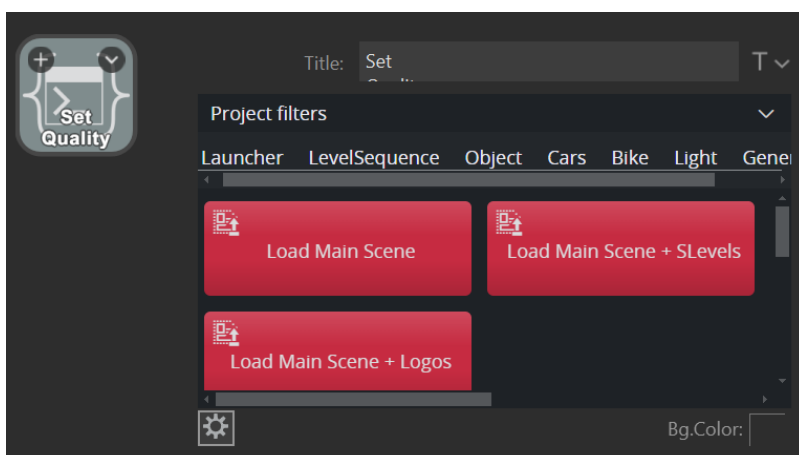 Set
Quality
Title:
Set
T
Project filters
Launcher LevelSequence Object Cars Bike Light Gene
Load Main Scene
Load Main Scene + SLevels
Load Main Scene + Logos
Bg.Color: